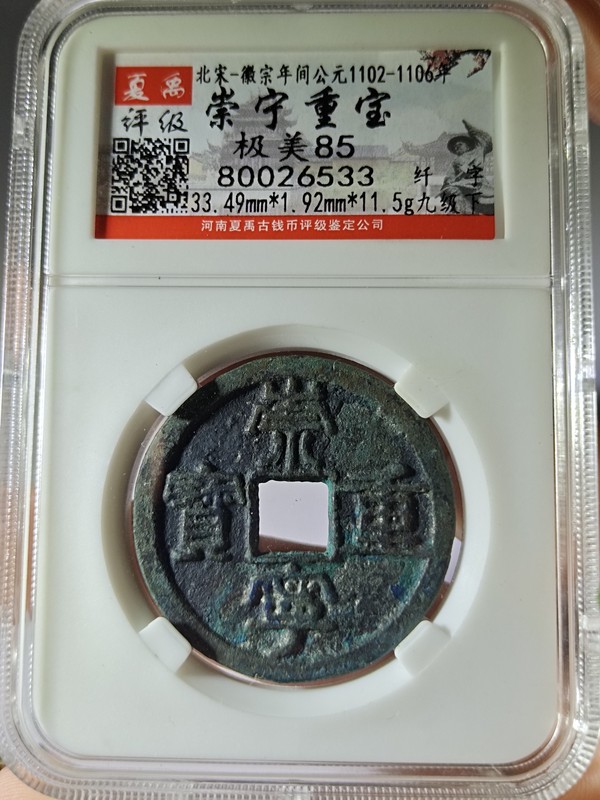 夏禹
评级
北宋-徽宗年间公元1102-1106年
崇宁重宝
极美85
80026533 纤字
33.49mm*1.92mm*11.5g九级下
河南夏禹古钱币评级鉴定公司
崇
寶 重
寧